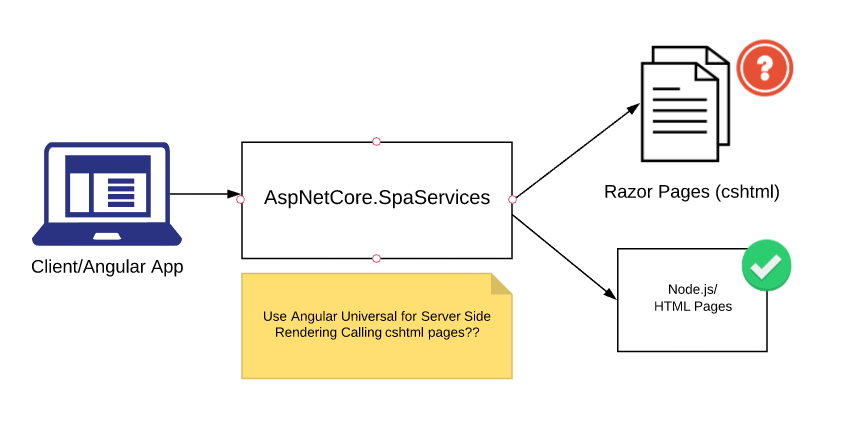 Client/Angular App
AspNetCore.SpaServices
Use Angular Universal for Server Side
Rendering Calling cshtml pages??
?
Razor Pages (cshtml)
Node.js/
HTML Pages